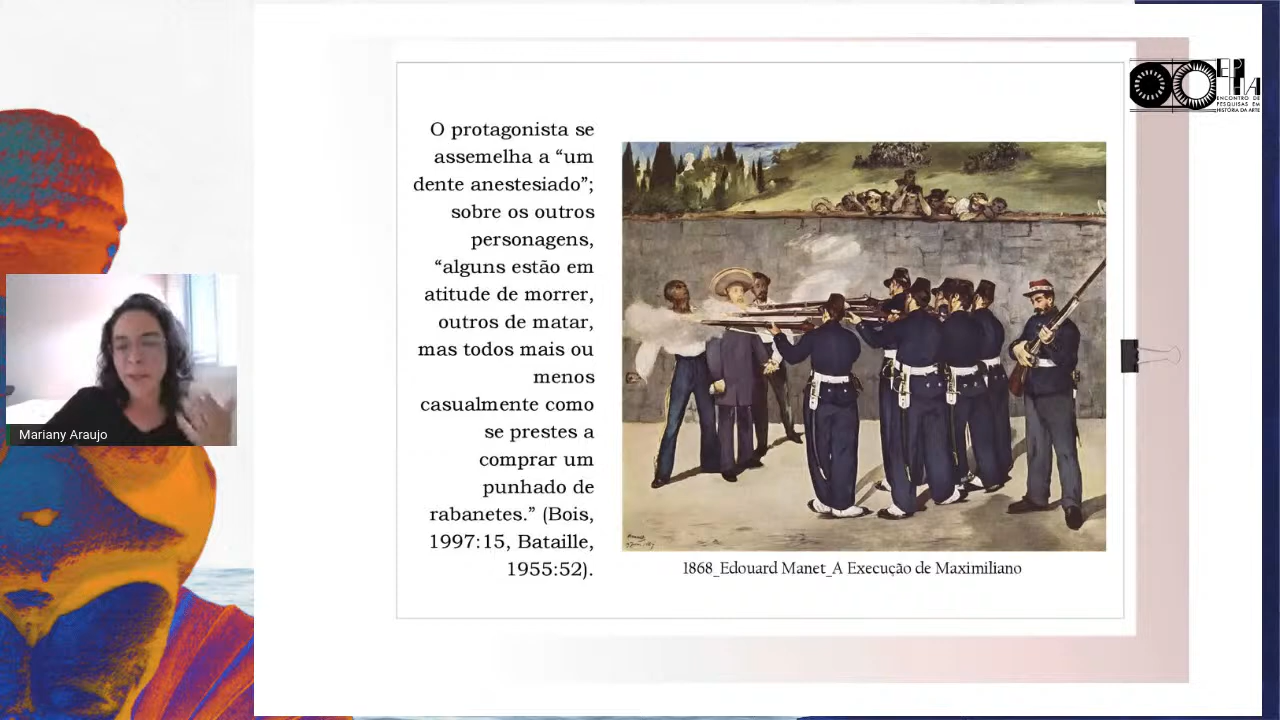 O protagonista se
assemelha a “um
dente anestesiado”;
sobre os outros
personagens,
“alguns estão em
atitude de morrer,
outros de matar,
mas todos mais ou
menos
casualmente como
se prestes a
comprar um
punhado de
rabanetes.” (Bois,
1997:15, Bataille,
1955:52).
1868_Edouard Manet_A Execução de Maximiliano
Mariany Araujo
EP
HA
ENCONTRO DE
PESQUISAS EM
HISTÓRIA DA ARTE